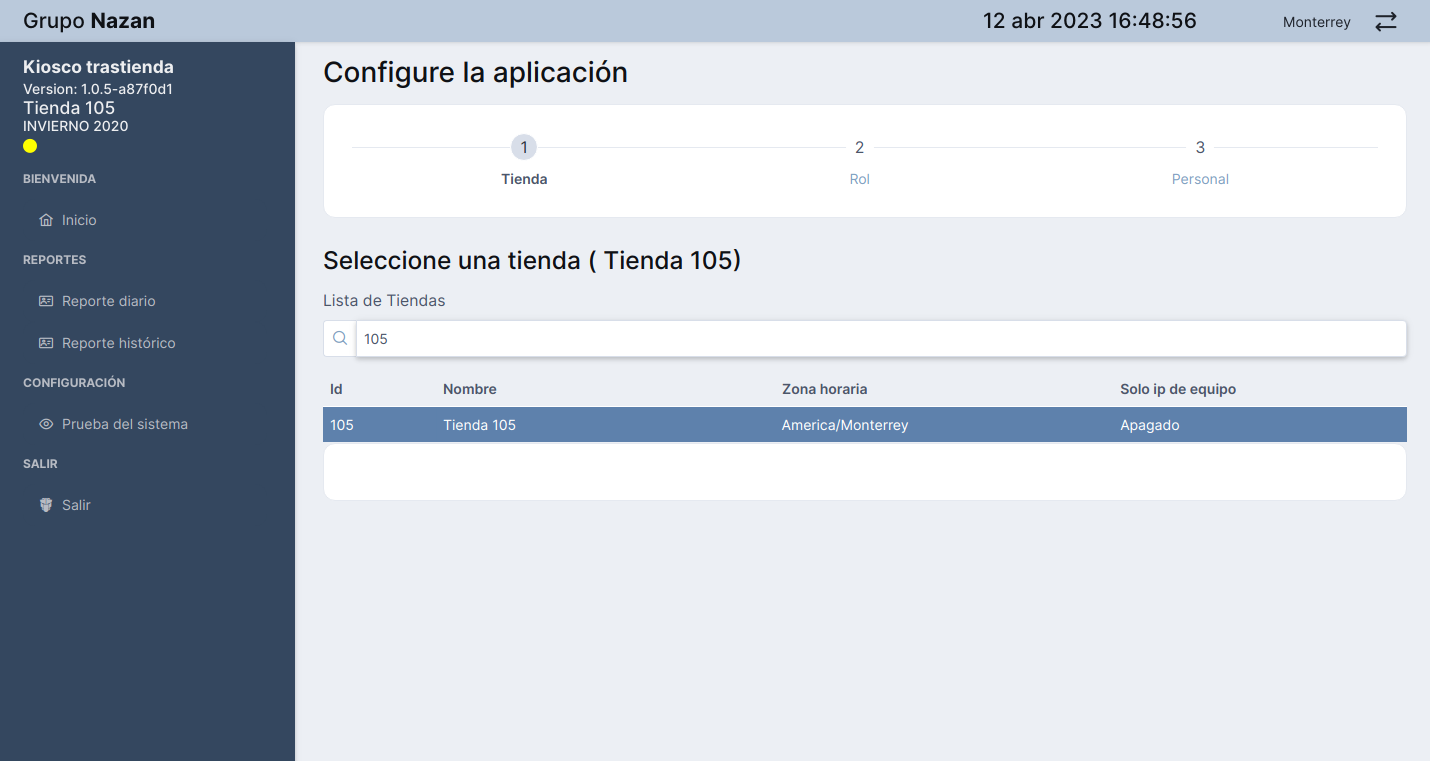 Grupo Nazan
12 abr 2023 16:48:56
Monterrey
Kiosco trastienda
Version: 1.0.5-a87f0d1
Tienda 105
INVIERNO 2020
BIENVENIDA
Inicio
REPORTES
Reporte diario
Reporte histórico
CONFIGURACIÓN
Prueba del sistema
SALIR
Salir
Configure la aplicación
1 2 3
Tienda Rol Personal
Seleccione una tienda ( Tienda 105)
Lista de Tiendas
105
Id Nombre Zona horaria Solo ip de equipo
105 Tienda 105 America/Monterrey Apagado